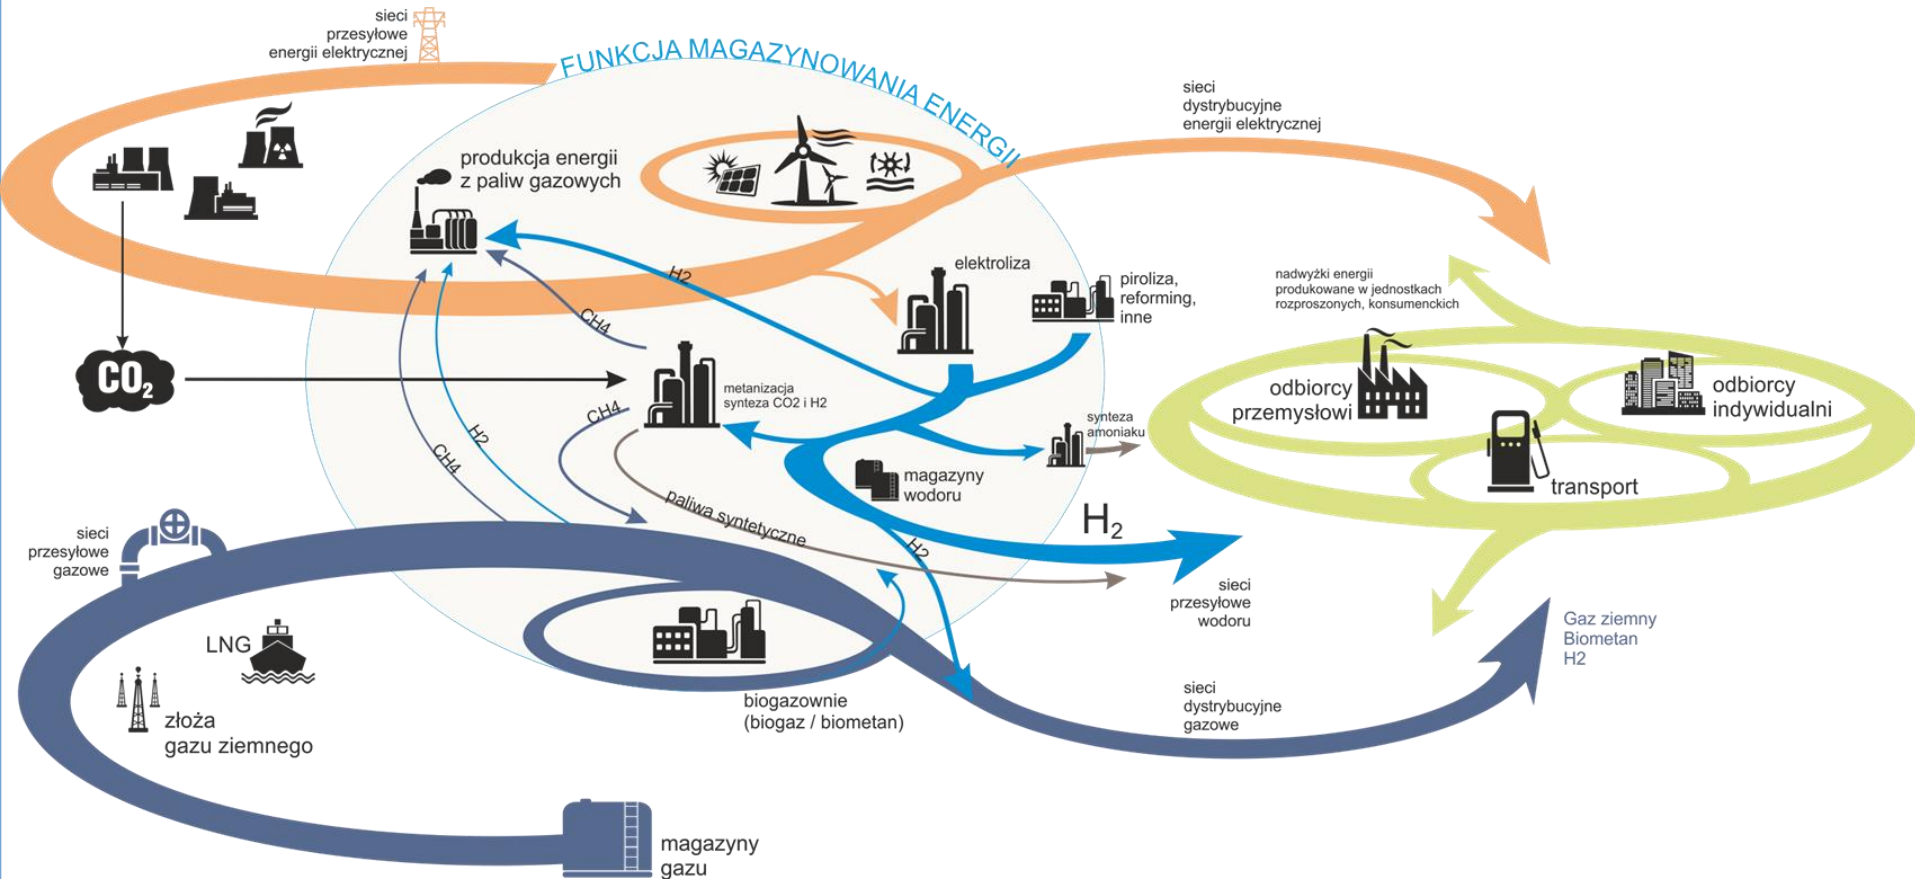 sieci
przesyłowe
energii elektrycznej
FUNKCJA MAGAZYNOWANIA ENERGII
sieci
dystrybucyjne
energii elektrycznej
produkcja energii
z paliw gazowych
H2
elektroliza
piroliza,
reforming,
inne
nadwyżki energii
produkowane w jednostkach
rozproszonych, konsumenckich
CH4
CO2
metanizacja
synteza CO2 i H2
odbiorcy
przemysłowi
odbiorcy
indywidualni
CH4
synteza
amoniaku
H2
CH4
magazyny
wodoru
transport
paliwa syntetyczne
H2
H2
sieci
przesyłowe
gazowe
sieci
przesyłowe
wodoru
Gaz ziemny
Biometan
H2
LNG
złoża
gazu ziemnego
biogazownie
(biogaz / biometan)
sieci
dystrybucyjne
gazowe
magazyny
gazu